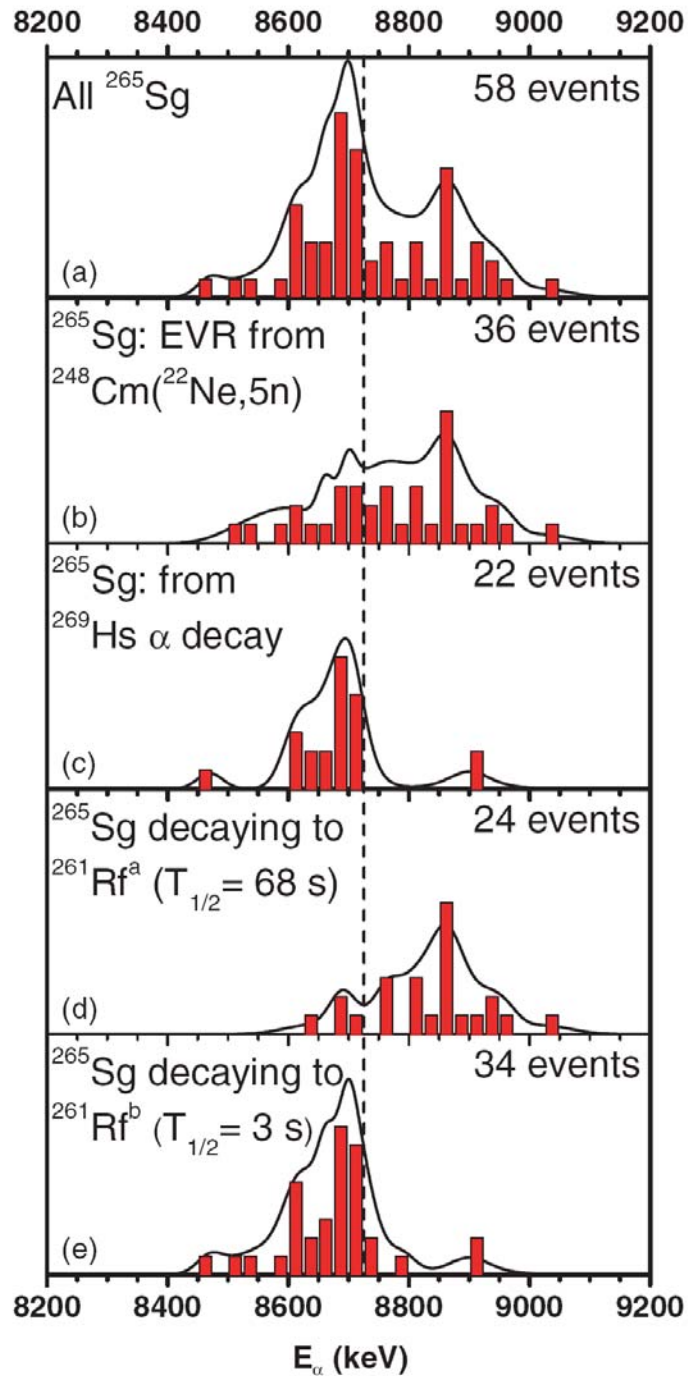 8200 8400 8600 8800 9000 9200
All ²⁶⁵Sg 58 events
(a)
²⁶⁵Sg: EVR from 36 events
²⁴⁸Cm(²²Ne,5n)
(b)
²⁶⁵Sg: from 22 events
²⁶⁹Hs α decay
(c)
²⁶⁵Sg decaying to 24 events
²⁶¹Rfᵃ (T₁/₂= 68 s)
(d)
²⁶⁵Sg decaying to 34 events
²⁶¹Rfᵇ (T₁/₂= 3 s)
(e)
8200 8400 8600 8800 9000 9200
Eα (keV)